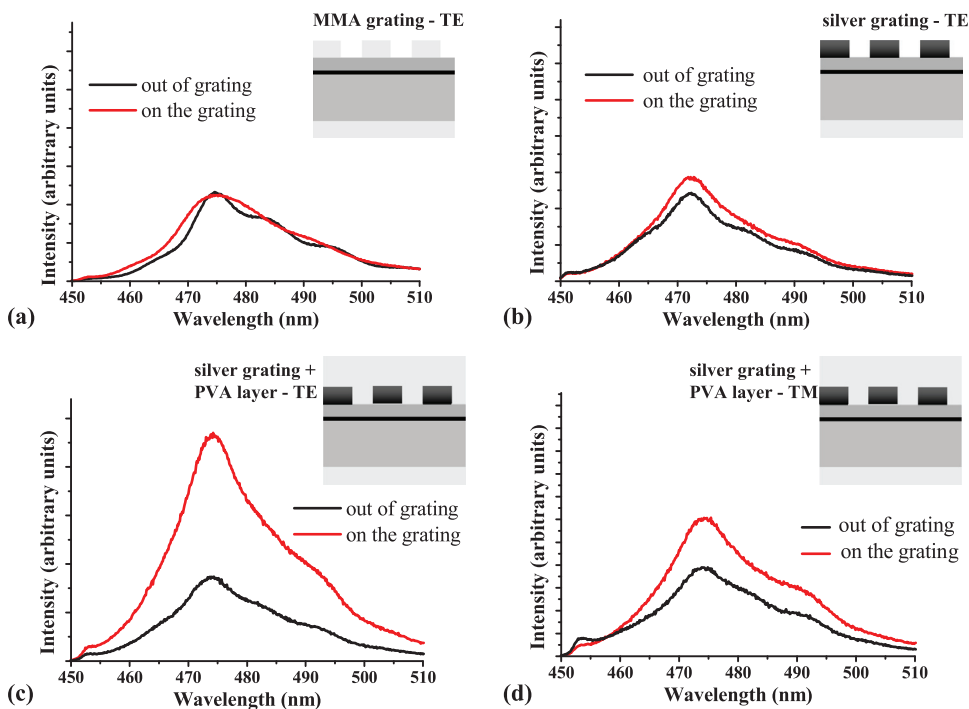 MMA grating - TE
out of grating
on the grating
Intensity (arbitrary units)
450 460 470 480 490 500 510
Wavelength (nm)
(a)
silver grating - TE
out of grating
on the grating
Intensity (arbitrary units)
450 460 470 480 490 500 510
Wavelength (nm)
(b)
silver grating +
PVA layer - TE
out of grating
on the grating
Intensity (arbitrary units)
450 460 470 480 490 500 510
Wavelength (nm)
(c)
silver grating +
PVA layer - TM
out of grating
on the grating
Intensity (arbitrary units)
450 460 470 480 490 500 510
Wavelength (nm)
(d)